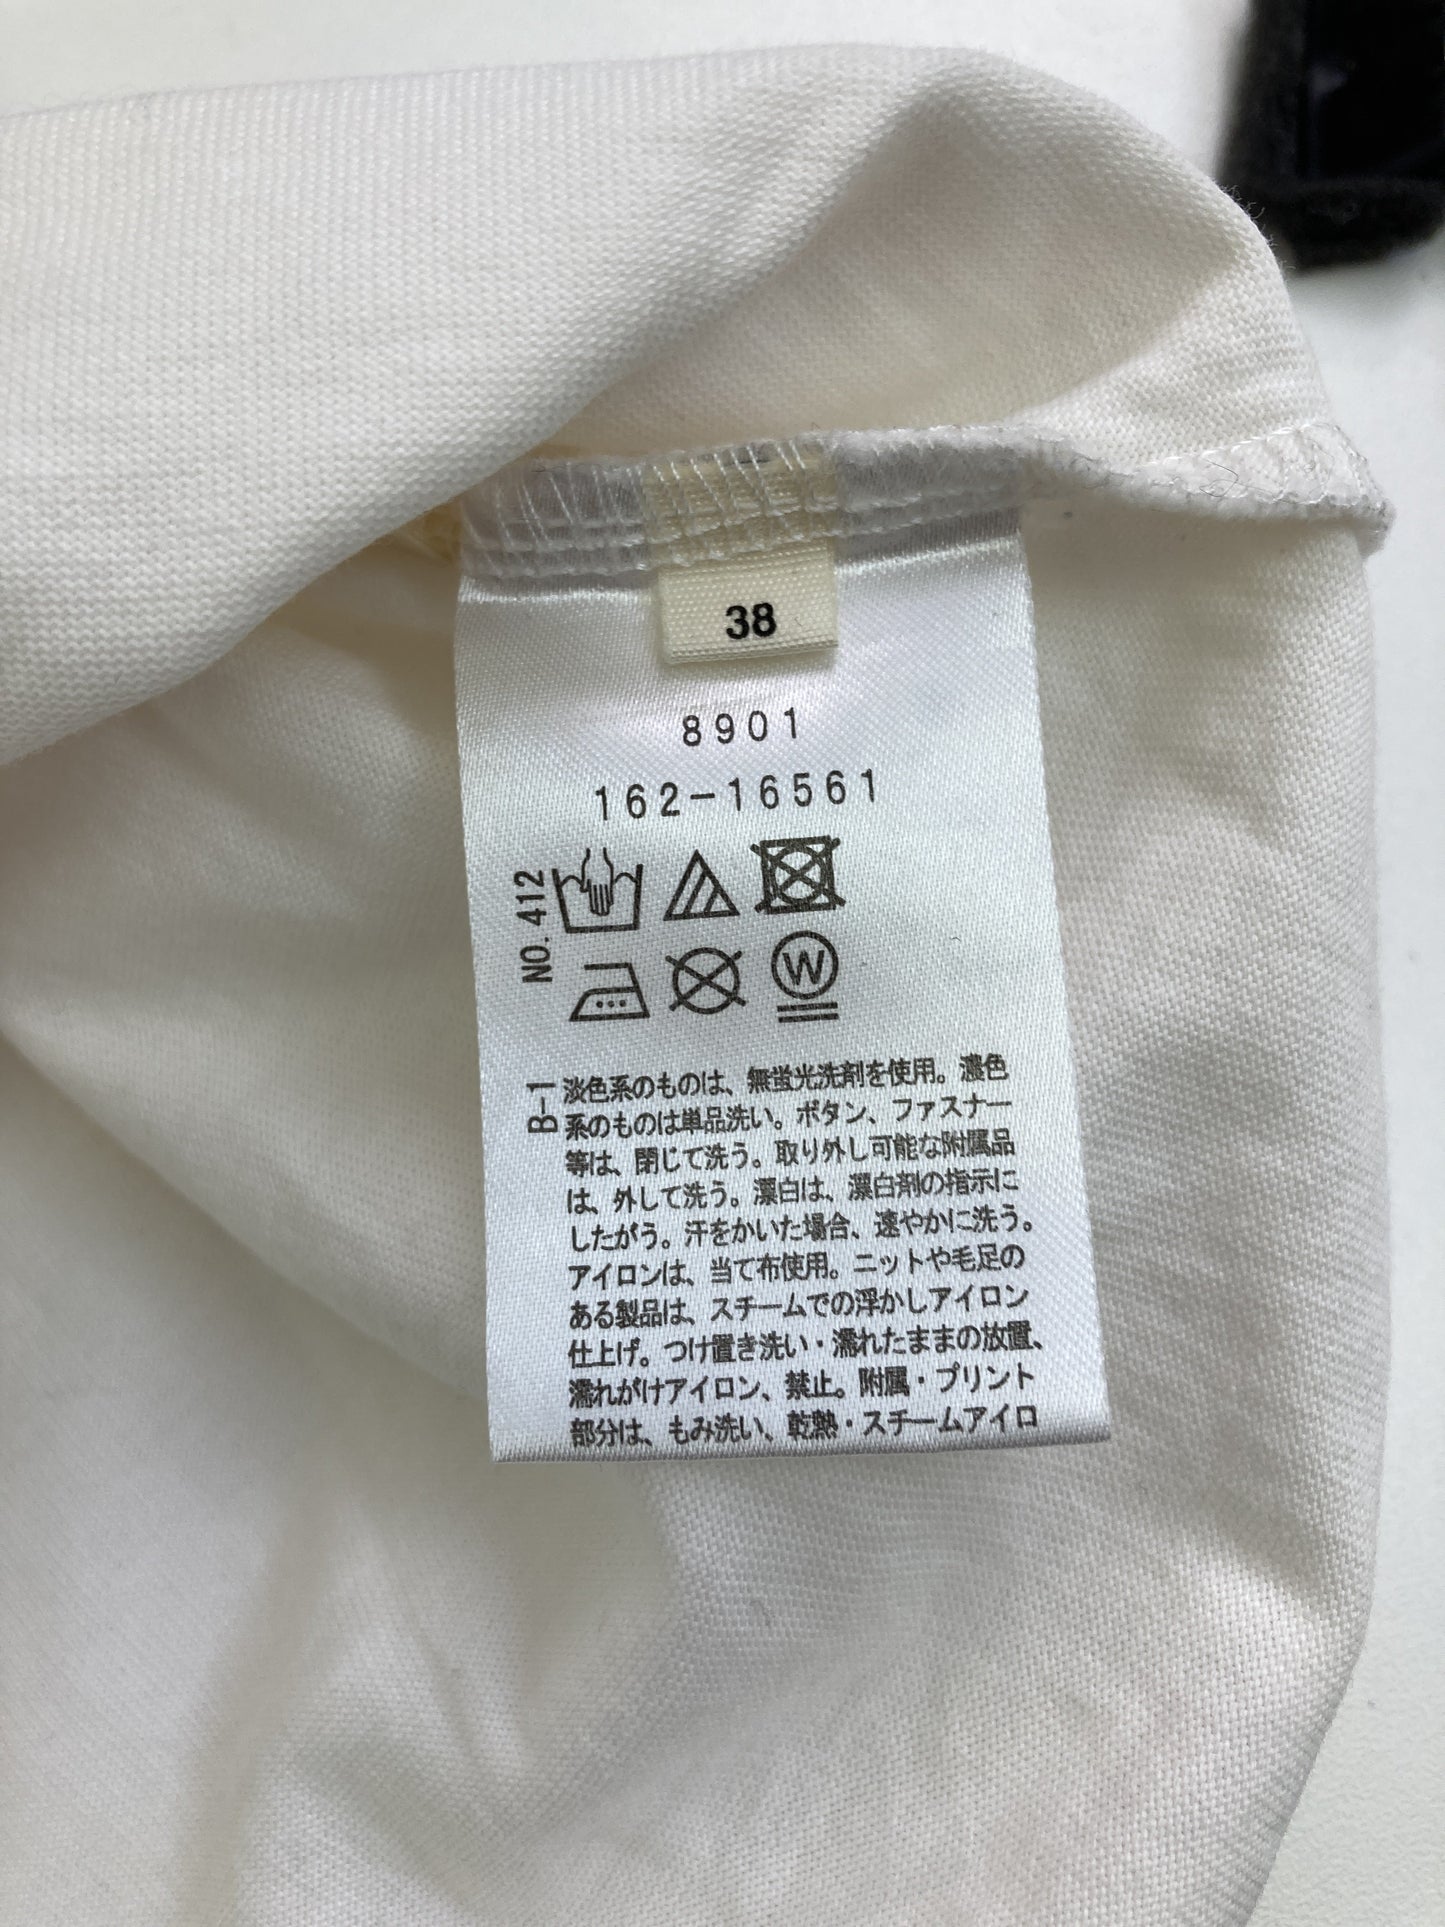 38
8901
162-16561
NO. 412
W
B-1
淡色系のものは、無蛍光洗剤を使用。濃色
系のものは単品洗い。ボタン、ファスナー
等は、閉じて洗う。取り外し可能な附属品
は、外して洗う。漂白は、漂白剤の指示に
したがう。汗をかいた場合、速やかに洗う。
アイロンは、当て布使用。ニットや毛足の
ある製品は、スチームでの浮かしアイロン
仕上げ。つけ置き洗い・濡れたままの放置、
濡れがけアイロン、禁止。附属・プリント
部分は、もみ洗い、乾熱・スチームアイロ